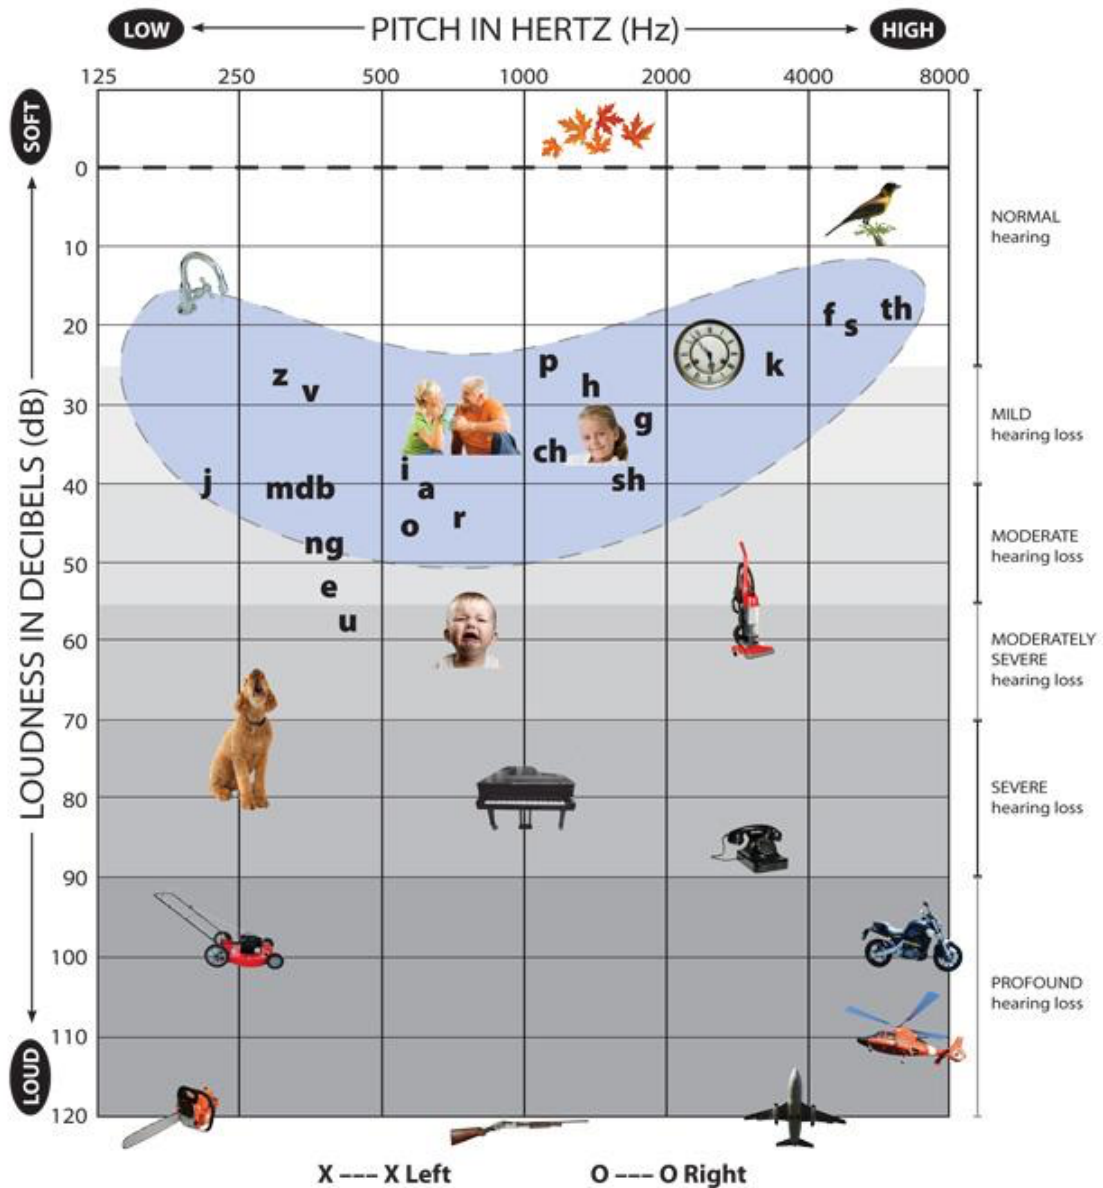 LOW PITCH IN HERTZ (Hz) HIGH
125 250 500 1000 2000 4000 8000
SOFT
LOUDNESS IN DECIBELS (dB)
LOUD
0
10
20
30
40
50
60
70
80
90
100
110
120
f s th
z v p h k
g
ch
j mdb i a sh
o r
ng
e
u
NORMAL
hearing
MILD
hearing loss
MODERATE
hearing loss
MODERATELY
SEVERE
hearing loss
SEVERE
hearing loss
PROFOUND
hearing loss
X --- X Left O --- O Right